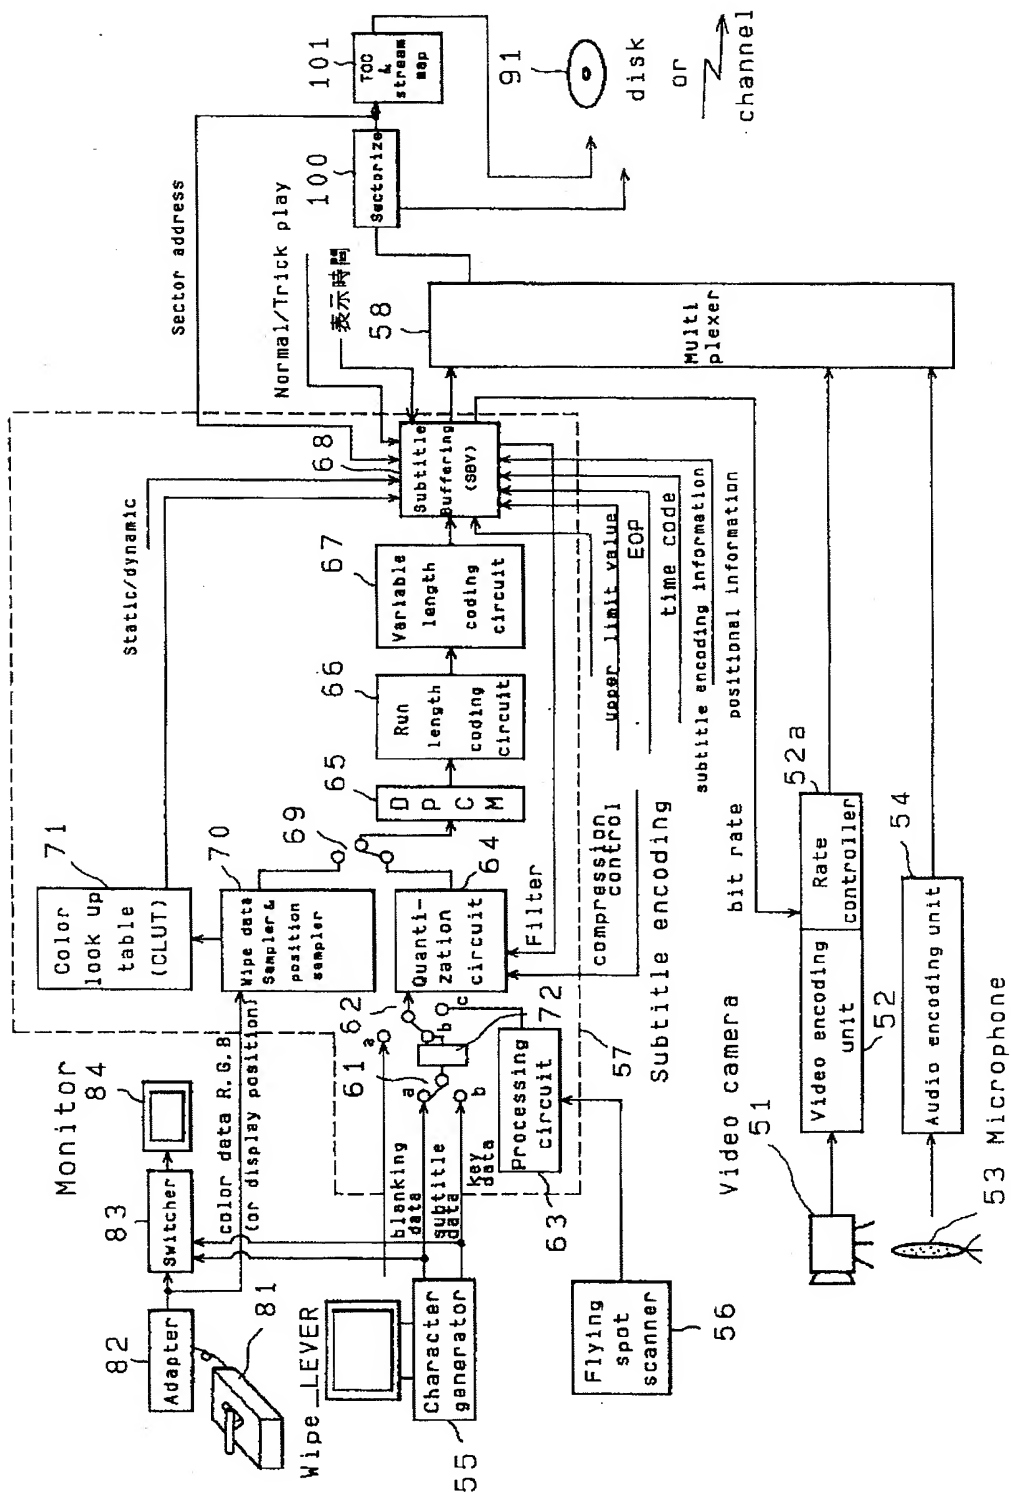 Monitor
84
83
Switcher
82
Adapter
81
Wipe LEVER
color data R.G.B
(or display position)
Character
generator
55
Flying
spot
scanner
56
blanking
data
subtitle
data
key data
a
b
61
a
b
c
62
72
Processing
circuit
63
57
Color
look up
table
(CLUT)
71
Wipe data
Sampler &
position
sampler
70
69
Quanti-
zation
circuit
64
D
P
C
M
65
Run
length
coding
circuit
66
Variable
length
coding
circuit
67
Subtitle
Buffering
(SBV)
68
Static/dynamic
Sector address
Normal/Trick play
表示時間
Filter
compression
control
Subtitle encoding
upper limit value
EOP
time code
subtitle encoding information
positional information
bit rate
Multi
plexer
58
Sectorize
100
TOC
&
stream
map
101
91
disk
or
channel
Video camera
51
Video encoding
unit
52
Rate
controller
52a
53 Microphone
Audio encoding unit
54